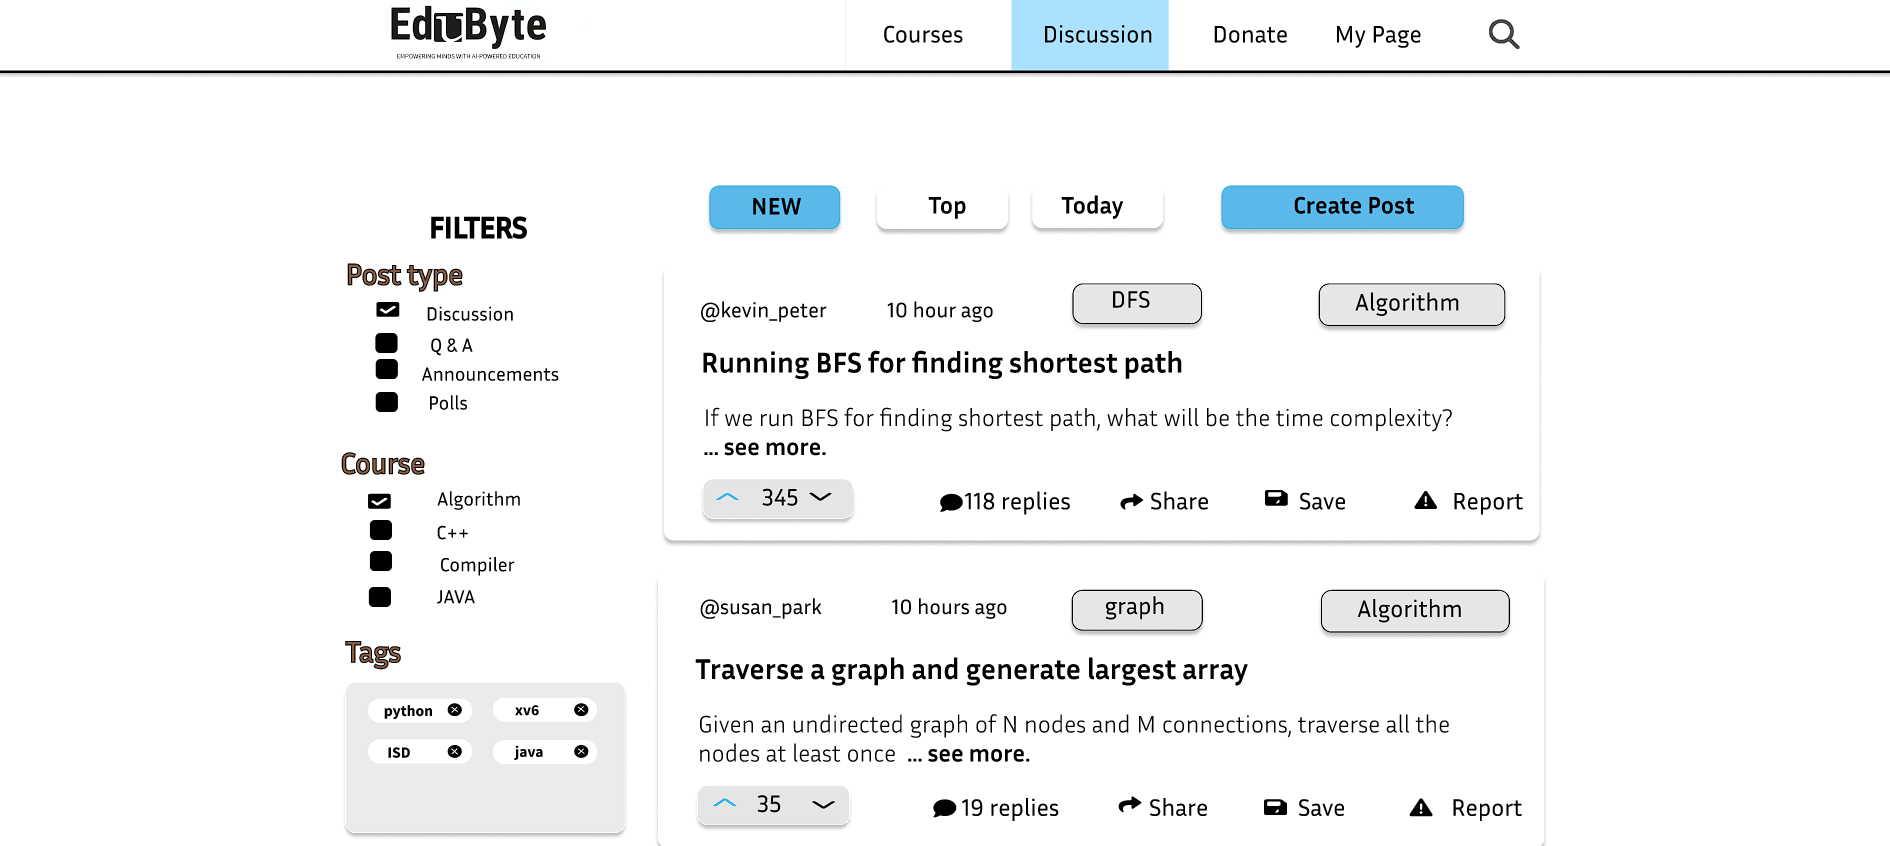 EduByte
EMPOWERING MINDS WITH AI-POWERED EDUCATION
Courses Discussion Donate My Page
FILTERS
Post type
Discussion
Q & A
Announcements
Polls
Course
Algorithm
C++
Compiler
JAVA
Tags
python xv6
ISD java
NEW Top Today Create Post
@kevin_peter 10 hour ago DFS Algorithm
Running BFS for finding shortest path
If we run BFS for finding shortest path, what will be the time complexity?
... see more.
345 118 replies Share Save Report
@susan_park 10 hours ago graph Algorithm
Traverse a graph and generate largest array
Given an undirected graph of N nodes and M connections, traverse all the
nodes at least once ... see more.
35 19 replies Share Save Report